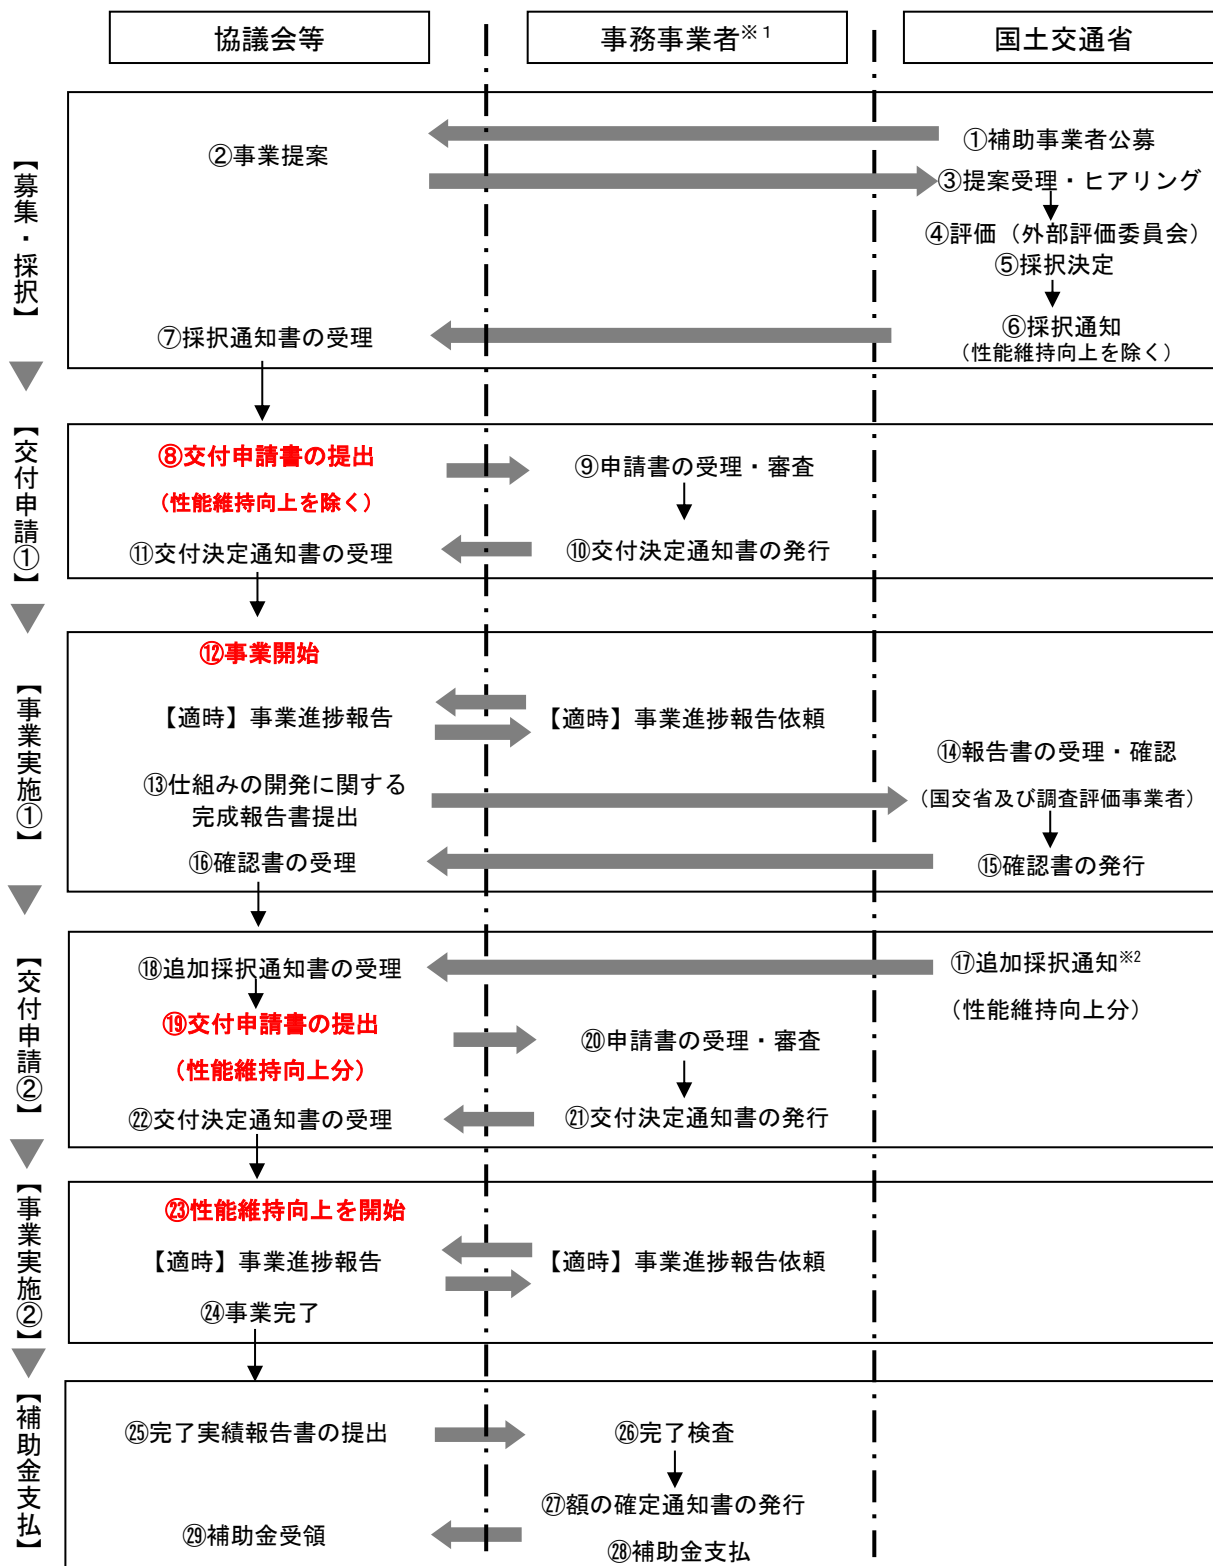 協議会等
事務事業者※1
国土交通省
【募集・採択】
①補助事業者公募
②事業提案
③提案受理・ヒアリング
④評価（外部評価委員会）
⑤採択決定
⑥採択通知
（性能維持向上を除く）
⑦採択通知書の受理
【交付申請①】
⑧交付申請書の提出
（性能維持向上を除く）
⑨申請書の受理・審査
⑩交付決定通知書の発行
⑪交付決定通知書の受理
【事業実施①】
⑫事業開始
【適時】事業進捗報告
【適時】事業進捗報告依頼
⑬仕組みの開発に関する
完成報告書提出
⑭報告書の受理・確認
（国交省及び調査評価事業者）
⑮確認書の発行
⑯確認書の受理
【交付申請②】
⑰追加採択通知※2
（性能維持向上分）
⑱追加採択通知書の受理
⑲交付申請書の提出
（性能維持向上分）
⑳申請書の受理・審査
㉑交付決定通知書の発行
㉒交付決定通知書の受理
【事業実施②】
㉓性能維持向上を開始
【適時】事業進捗報告
【適時】事業進捗報告依頼
㉔事業完了
【補助金支払】
㉕完了実績報告書の提出
㉖完了検査
㉗額の確定通知書の発行
㉘補助金支払
㉙補助金受領